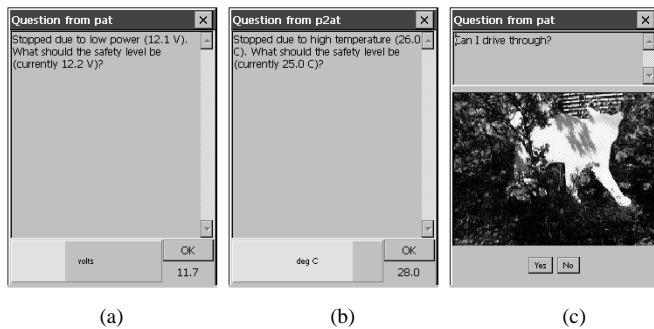 Question from pat
Stopped due to low power (12.1 V).
What should the safety level be
(currently 12.2 V)?
volts
OK
11.7
(a)
Question from p2at
Stopped due to high temperature (26.0
C). What should the safety level be
(currently 25.0 C)?
deg C
OK
28.0
(b)
Question from pat
Can I drive through?
Yes No
(c)